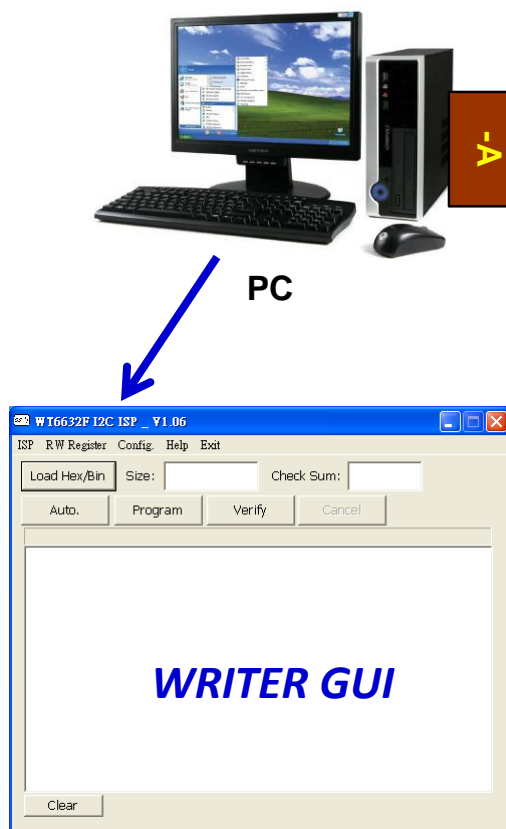 -A
PC
WT6632F I2C ISP _ V1.06
ISP RW Register Config. Help Exit
Load Hex/Bin Size: Check Sum:
Auto. Program Verify Cancel
WRITER GUI
Clear